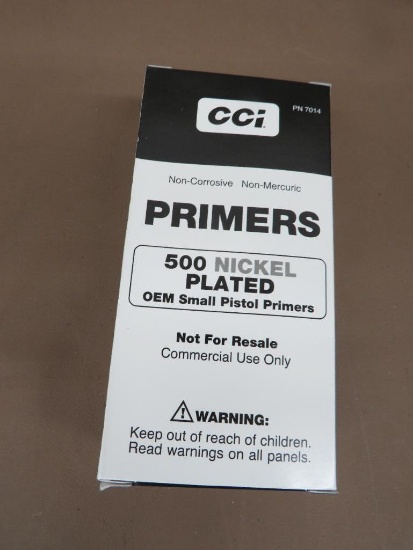 CCI
PN 7014
Non-Corrosive Non-Mercuric
PRIMERS
500 NICKEL
PLATED
OEM Small Pistol Primers
Not For Resale
Commercial Use Only
WARNING:
Keep out of reach of children.
Read warnings on all panels.